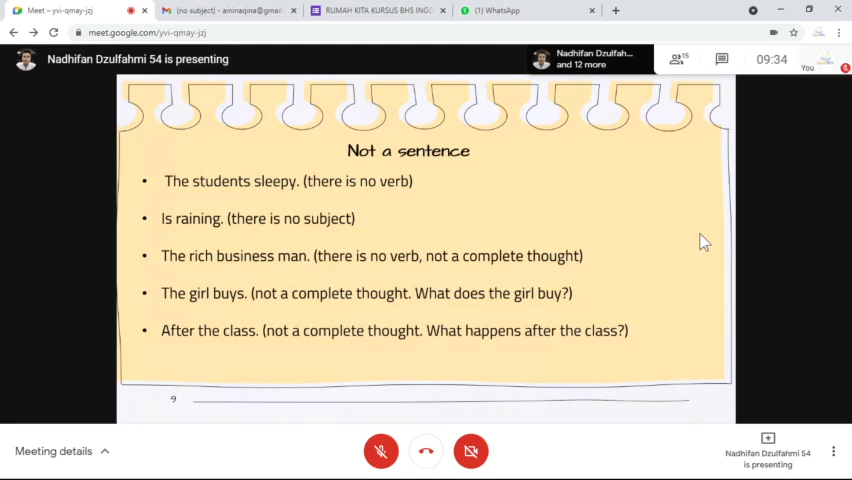 Meet – yvi-qmay-jzj
(no subject) - aininaqina@gmai
RUMAH KITA KURSUS BHS INGG
(1) WhatsApp
meet.google.com/yvi-qmay-jzj
Nadhifan Dzulfahmi 54 is presenting
Nadhifan Dzulfah...
and 12 more
15
09:34
You
Not a sentence
• The students sleepy. (there is no verb)
• Is raining. (there is no subject)
• The rich business man. (there is no verb, not a complete thought)
• The girl buys. (not a complete thought. What does the girl buy?)
• After the class. (not a complete thought. What happens after the class?)
9
Meeting details
Nadhifan Dzulfahmi 54
is presenting